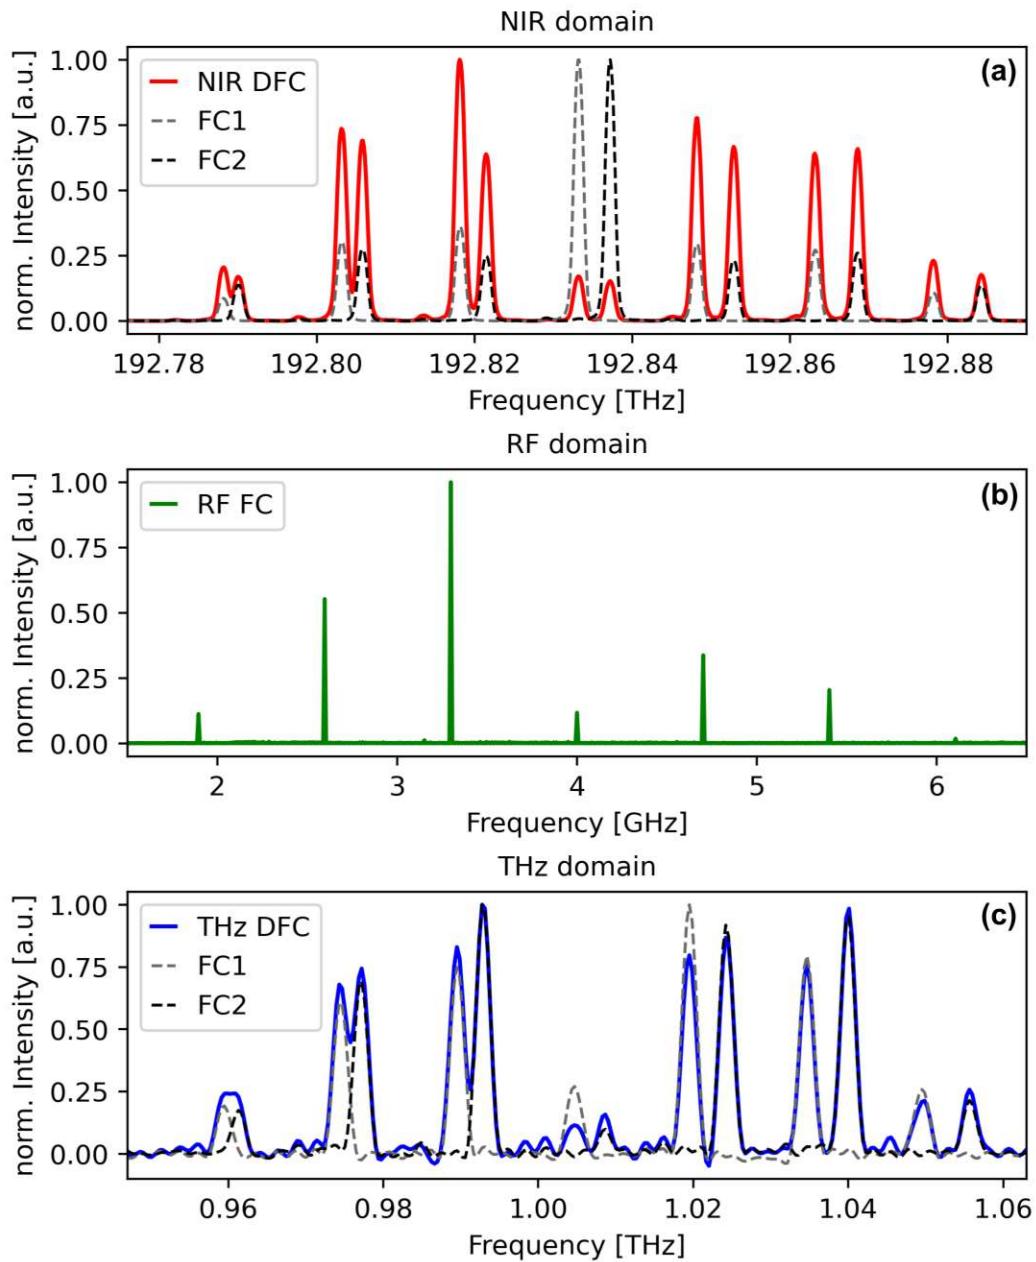 NIR domain
(a)
norm. Intensity [a.u.]
1.00
0.75
0.50
0.25
0.00
NIR DFC
FC1
FC2
192.78 192.80 192.82 192.84 192.86 192.88
Frequency [THz]
RF domain
(b)
norm. Intensity [a.u.]
1.00
0.75
0.50
0.25
0.00
RF FC
2 3 4 5 6
Frequency [GHz]
THz domain
(c)
norm. Intensity [a.u.]
1.00
0.75
0.50
0.25
0.00
THz DFC
FC1
FC2
0.96 0.98 1.00 1.02 1.04 1.06
Frequency [THz]